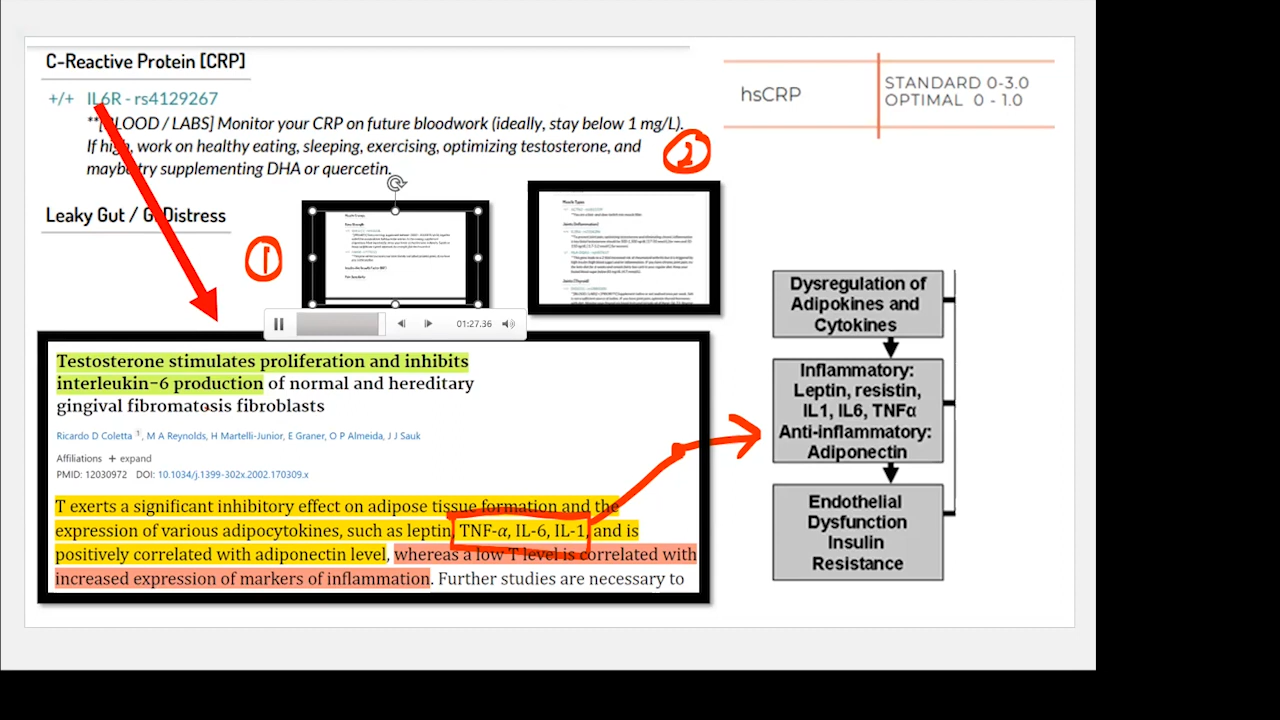 C-Reactive Protein [CRP]
+/+ IL6R - rs4129267
**[BLOOD / LABS] Monitor your CRP on future bloodwork (ideally, stay below 1 mg/L).
If high, work on healthy eating, sleeping, exercising, optimizing testosterone, and
maybe try supplementing DHA or quercetin.
Leaky Gut / GI Distress
hsCRP
STANDARD 0-3.0
OPTIMAL 0 - 1.0
1
2
01:27.36
Testosterone stimulates proliferation and inhibits
interleukin-6 production of normal and hereditary
gingival fibromatosis fibroblasts
Ricardo D Coletta 1, M A Reynolds, H Martelli-Junior, E Graner, O P Almeida, J J Sauk
Affiliations + expand
PMID: 12030972 DOI: 10.1034/j.1399-302x.2002.170309.x
T exerts a significant inhibitory effect on adipose tissue formation and the
expression of various adipocytokines, such as leptin, TNF-α, IL-6, IL-1, and is
positively correlated with adiponectin level, whereas a low T level is correlated with
increased expression of markers of inflammation. Further studies are necessary to
Dysregulation of
Adipokines and
Cytokines
Inflammatory:
Leptin, resistin,
IL1, IL6, TNFα
Anti-inflammatory:
Adiponectin
Endothelial
Dysfunction
Insulin
Resistance